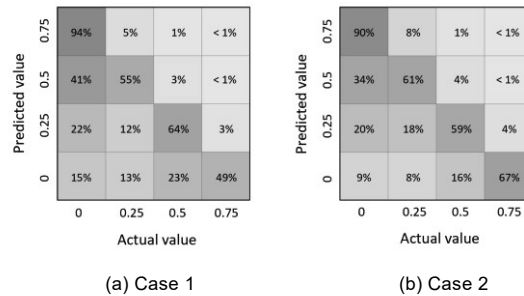 Predicted value
0.75
94% 5% 1% < 1%
0.5
41% 55% 3% < 1%
0.25
22% 12% 64% 3%
0
15% 13% 23% 49%
0 0.25 0.5 0.75
Actual value
(a) Case 1
Predicted value
0.75
90% 8% 1% < 1%
0.5
34% 61% 4% < 1%
0.25
20% 18% 59% 4%
0
9% 8% 16% 67%
0 0.25 0.5 0.75
Actual value
(b) Case 2